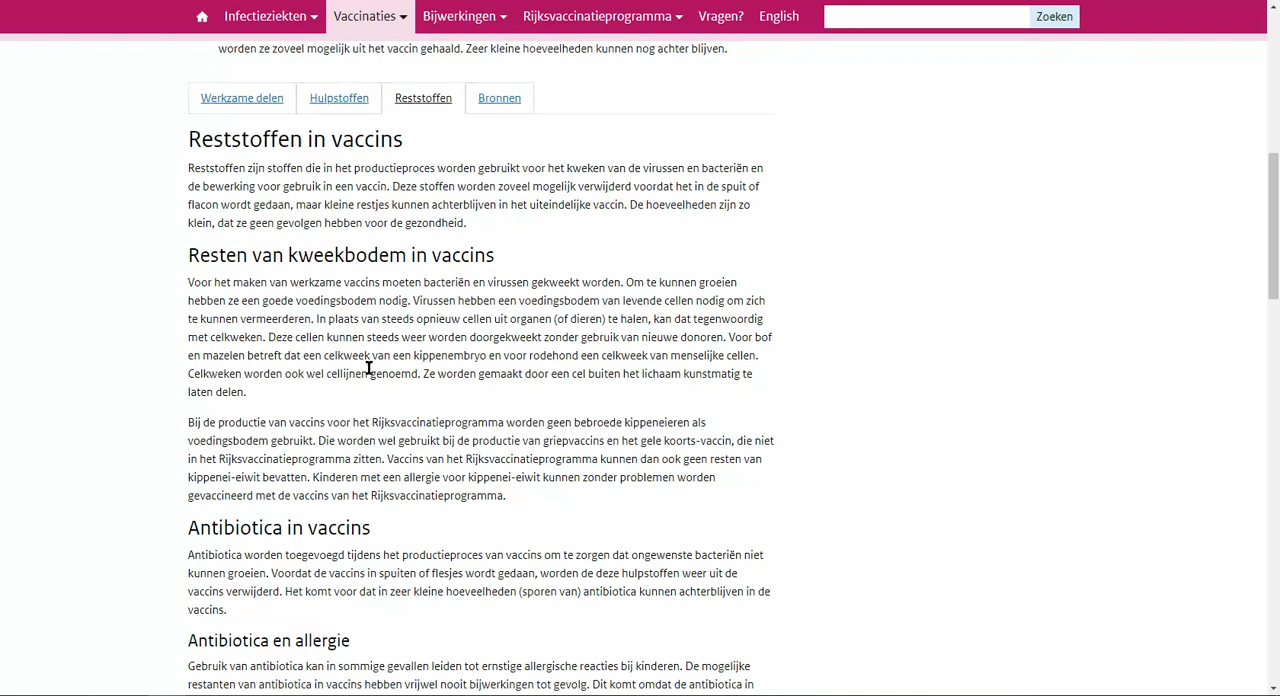 Infectieziekten Vaccinaties Bijwerkingen Rijksvaccinatieprogramma Vragen? English Zoeken
worden ze zoveel mogelijk uit het vaccin gehaald. Zeer kleine hoeveelheden kunnen nog achter blijven.
Werkzame delen Hulpstoffen Reststoffen Bronnen
Reststoffen in vaccins
Reststoffen zijn stoffen die in het productieproces worden gebruikt voor het kweken van de virussen en bacteriën en
de bewerking voor gebruik in een vaccin. Deze stoffen worden zoveel mogelijk verwijderd voordat het in de spuit of
flacon wordt gedaan, maar kleine restjes kunnen achterblijven in het uiteindelijke vaccin. De hoeveelheden zijn zo
klein, dat ze geen gevolgen hebben voor de gezondheid.
Resten van kweekbodem in vaccins
Voor het maken van werkzame vaccins moeten bacteriën en virussen gekweekt worden. Om te kunnen groeien
hebben ze een goede voedingsbodem nodig. Virussen hebben een voedingsbodem van levende cellen nodig om zich
te kunnen vermeerderen. In plaats van steeds opnieuw cellen uit organen (of dieren) te halen, kan dat tegenwoordig
met celkweken. Deze cellen kunnen steeds weer worden doorgekweekt zonder gebruik van nieuwe donoren. Voor bof
en mazelen betreft dat een celkweek van een kippenembryo en voor rodehond een celkweek van menselijke cellen.
Celkweken worden ook wel cellijnen genoemd. Ze worden gemaakt door een cel buiten het lichaam kunstmatig te
laten delen.
Bij de productie van vaccins voor het Rijksvaccinatieprogramma worden geen bebroede kippeneieren als
voedingsbodem gebruikt. Die worden wel gebruikt bij de productie van griepvaccins en het gele koorts-vaccin, die niet
in het Rijksvaccinatieprogramma zitten. Vaccins van het Rijksvaccinatieprogramma kunnen dan ook geen resten van
kippenei-eiwit bevatten. Kinderen met een allergie voor kippenei-eiwit kunnen zonder problemen worden
gevaccineerd met de vaccins van het Rijksvaccinatieprogramma.
Antibiotica in vaccins
Antibiotica worden toegevoegd tijdens het productieproces van vaccins om te zorgen dat ongewenste bacteriën niet
kunnen groeien. Voordat de vaccins in spuiten of flesjes wordt gedaan, worden de deze hulpstoffen weer uit de
vaccins verwijderd. Het komt voor dat in zeer kleine hoeveelheden (sporen van) antibiotica kunnen achterblijven in de
vaccins.
Antibiotica en allergie
Gebruik van antibiotica kan in sommige gevallen leiden tot ernstige allergische reacties bij kinderen. De mogelijke
restanten van antibiotica in vaccins hebben vrijwel nooit bijwerkingen tot gevolg. Dit komt omdat de antibiotica in